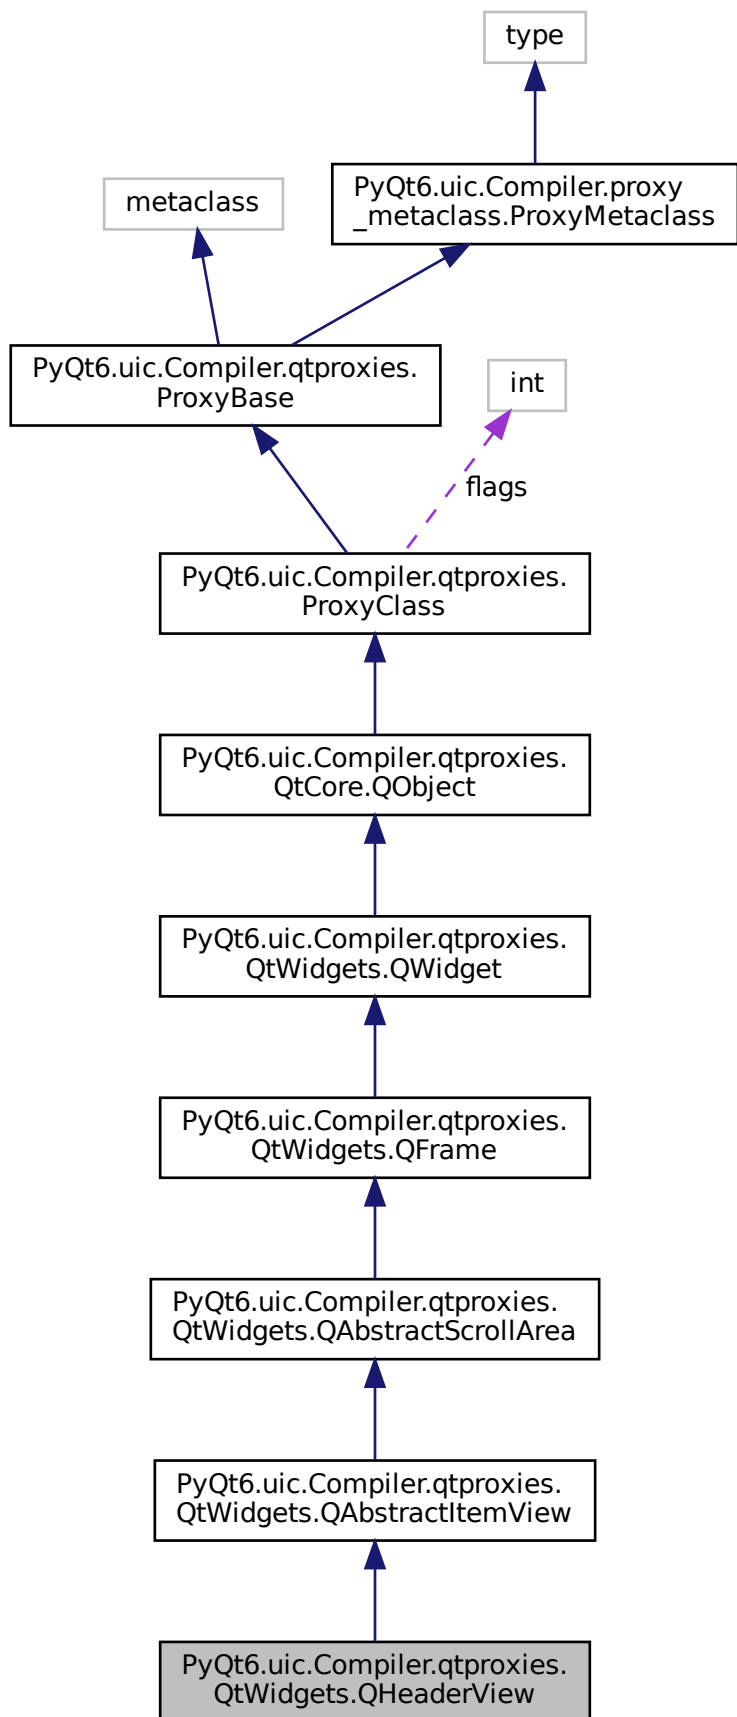 type
PyQt6.uic.Compiler.proxy
_metaclass.ProxyMetaclass
metaclass
PyQt6.uic.Compiler.qtproxies.
ProxyBase
int
flags
PyQt6.uic.Compiler.qtproxies.
ProxyClass
PyQt6.uic.Compiler.qtproxies.
QtCore.QObject
PyQt6.uic.Compiler.qtproxies.
QtWidgets.QWidget
PyQt6.uic.Compiler.qtproxies.
QtWidgets.QFrame
PyQt6.uic.Compiler.qtproxies.
QtWidgets.QAbstractScrollArea
PyQt6.uic.Compiler.qtproxies.
QtWidgets.QAbstractItemView
PyQt6.uic.Compiler.qtproxies.
QtWidgets.QHeaderView